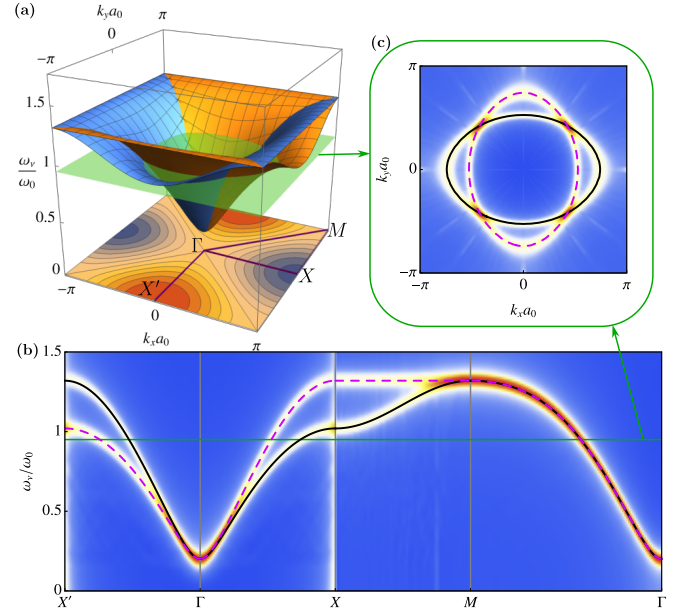 (a)
k_y a_0
−π
0
π
1.5
1
0.5
0
ω_ν/ω_0
Γ
M
X
X′
−π
0
π
k_x a_0
(c)
π
0
−π
k_y a_0
−π
0
π
k_x a_0
(b)
1.5
1
0.5
0
ω_ν/ω_0
X′ Γ X M Γ